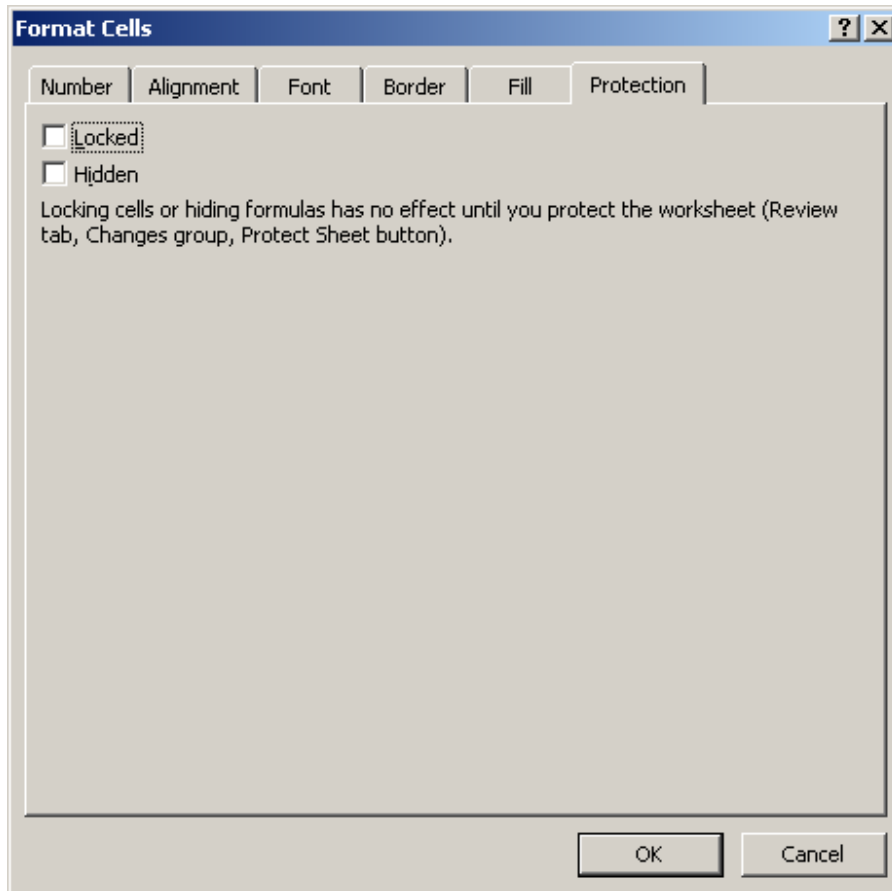 Format Cells
Number Alignment Font Border Fill Protection
Locked
Hidden
Locking cells or hiding formulas has no effect until you protect the worksheet (Review
tab, Changes group, Protect Sheet button).
OK Cancel